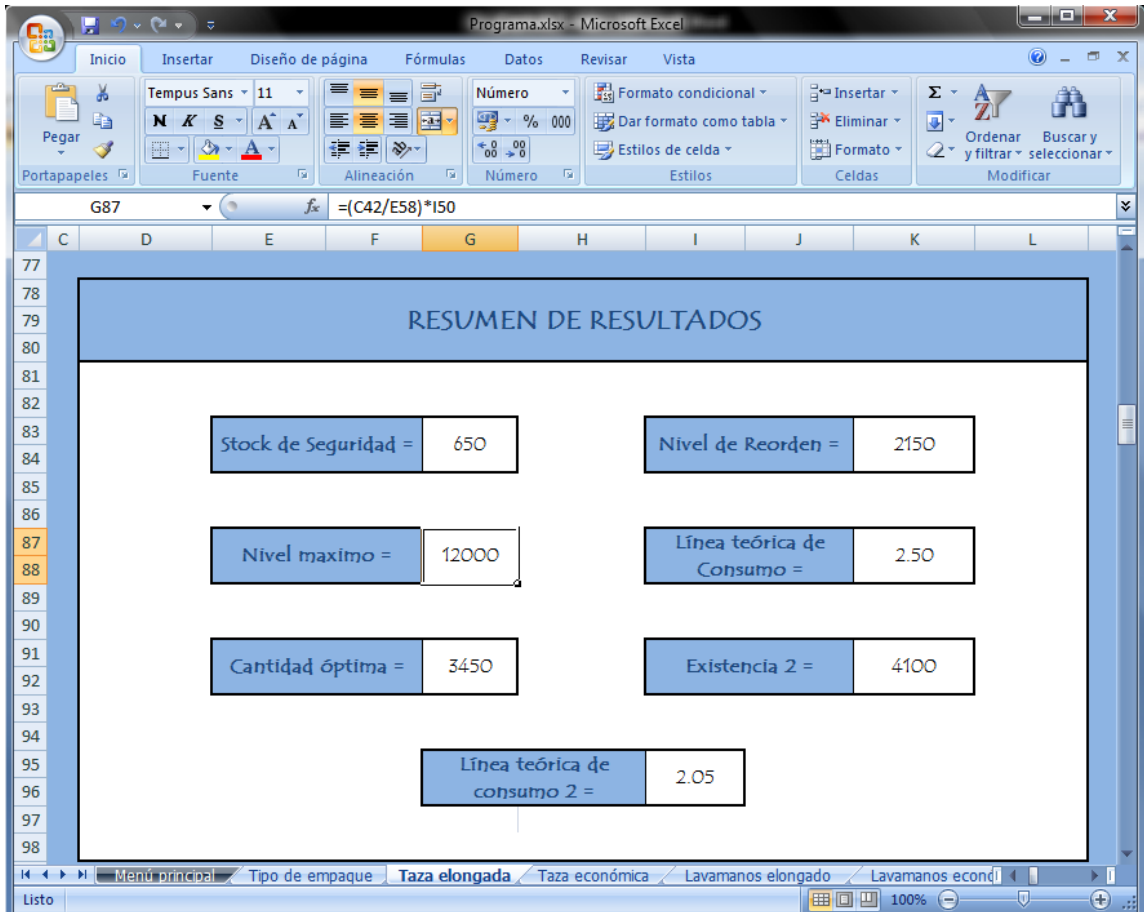 Programa.xlsx - Microsoft Excel
Inicio Insertar Diseño de página Fórmulas Datos Revisar Vista
Pegar
Portapapeles
Tempus Sans 11
N K S A A
A
Fuente
Alineación
Número
% 000
Número
Formato condicional
Dar formato como tabla
Estilos de celda
Estilos
Insertar
Eliminar
Formato
Celdas
Σ
Ordenar y filtrar
Buscar y seleccionar
Modificar
G87 fx =(C42/E58)*I50
C D E F G H I J K L
77
78
79
80
81
82
83
84
85
86
87
88
89
90
91
92
93
94
95
96
97
98
RESUMEN DE RESULTADOS
Stock de Seguridad = 650
Nivel de Reorden = 2150
Nivel maximo = 12000
Línea teórica de
Consumo = 2.50
Cantidad óptima = 3450
Existencia 2 = 4100
Línea teórica de
consumo 2 = 2.05
Menú principal Tipo de empaque Taza elongada Taza económica Lavamanos elongado Lavamanos econó
Listo 100%